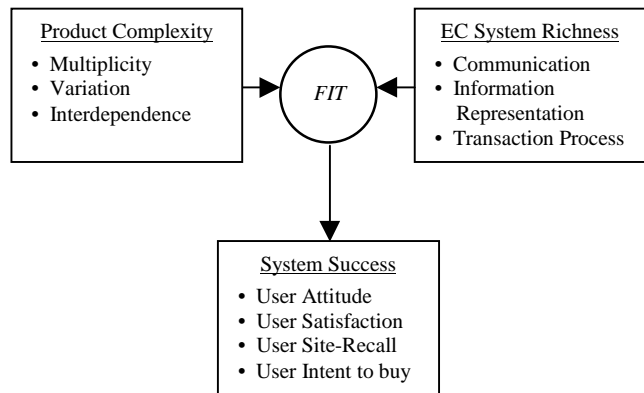 Product Complexity
• Multiplicity
• Variation
• Interdependence
FIT
EC System Richness
• Communication
• Information
Representation
• Transaction Process
System Success
• User Attitude
• User Satisfaction
• User Site-Recall
• User Intent to buy